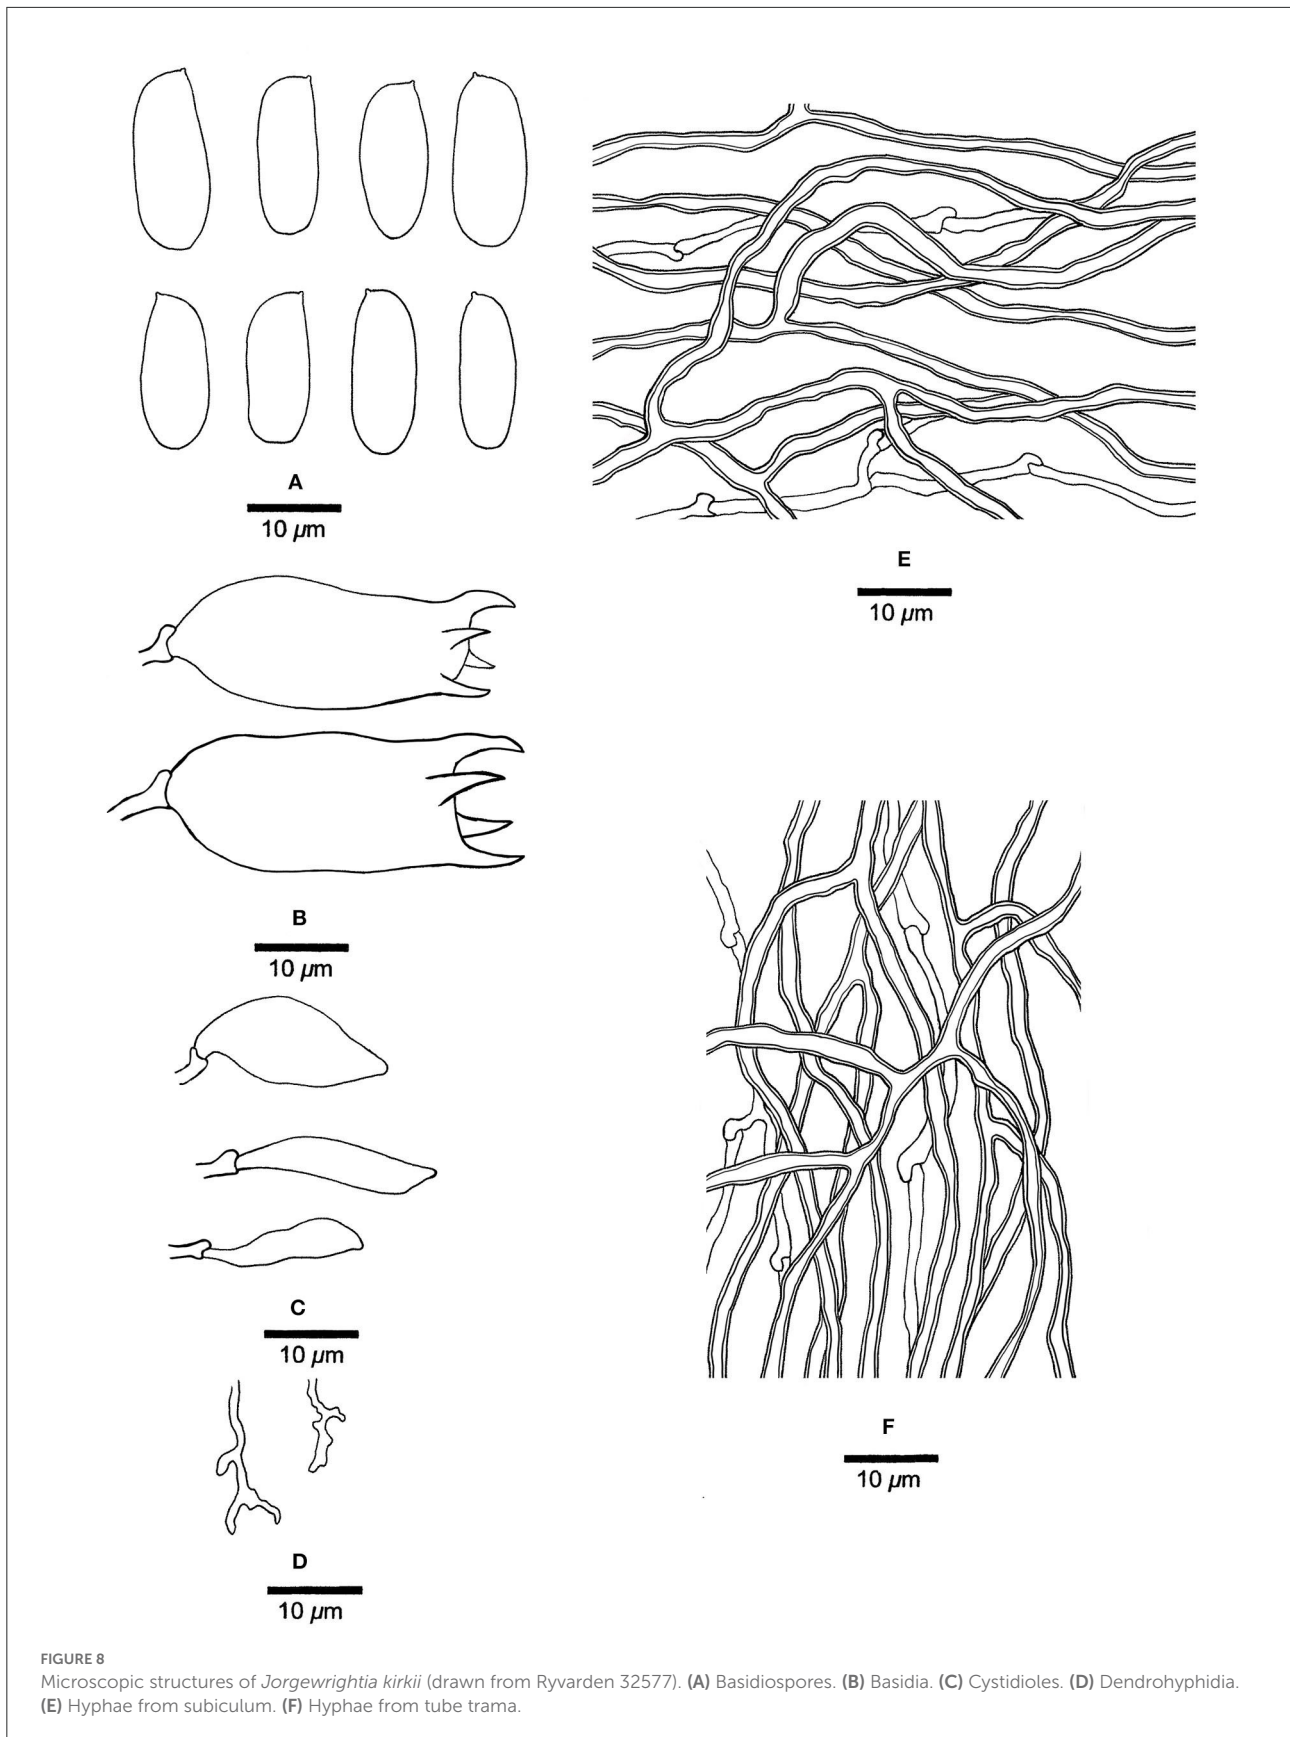 A
10 µm
B
10 µm
C
10 µm
D
10 µm
E
10 µm
F
10 µm
FIGURE 8
Microscopic structures of Jorgewrightia kirkii (drawn from Ryvarden 32577). (A) Basidiospores. (B) Basidia. (C) Cystidioles. (D) Dendrohyphidia.
(E) Hyphae from subiculum. (F) Hyphae from tube trama.